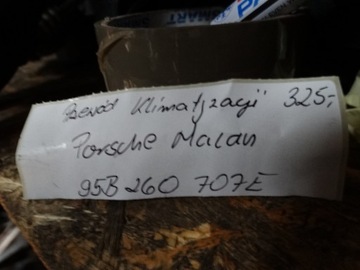 Przewód Klimatyzacji 325,-
Porsche Macan
95B 260 707E